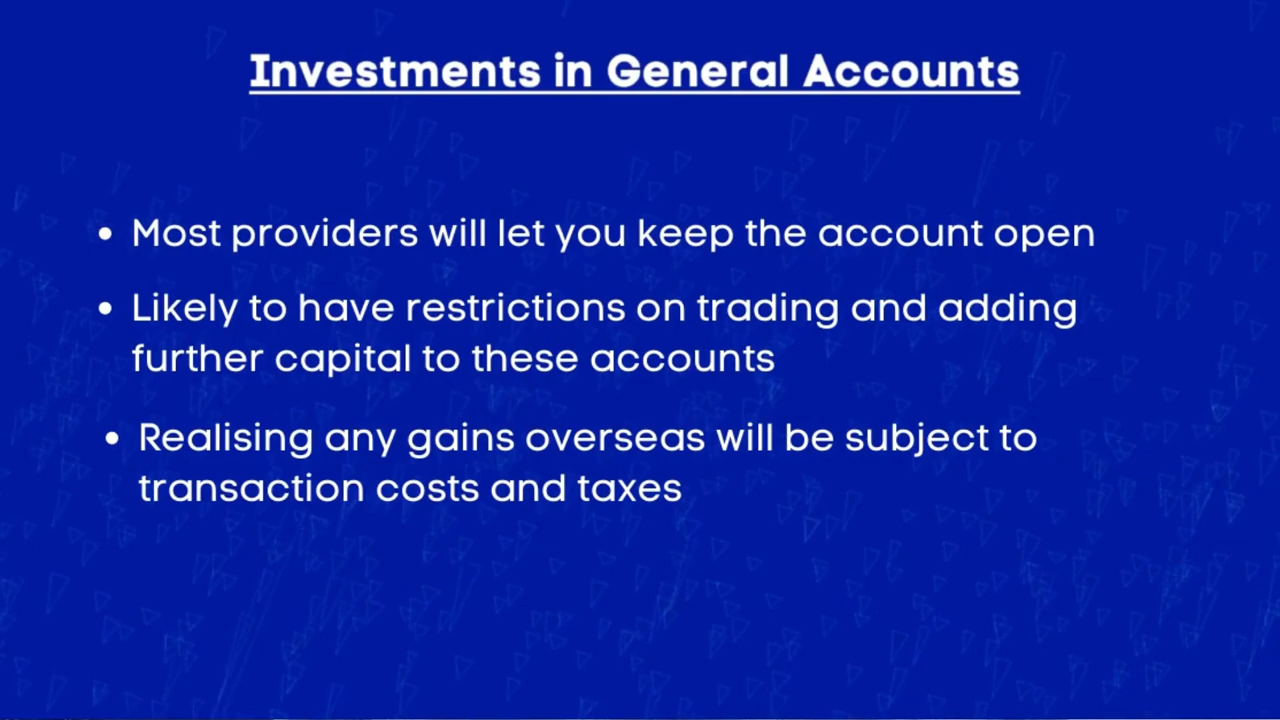 Investments in General Accounts
• Most providers will let you keep the account open
• Likely to have restrictions on trading and adding
further capital to these accounts
• Realising any gains overseas will be subject to
transaction costs and taxes